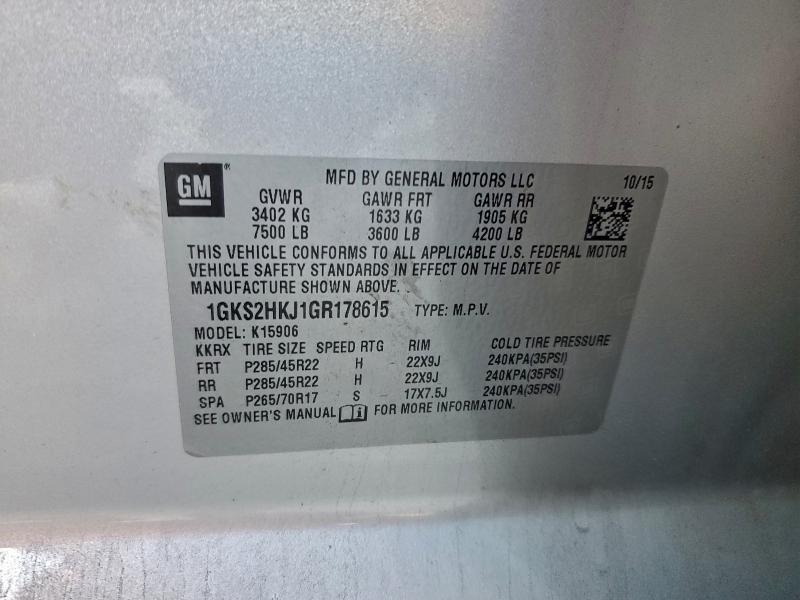 GM ®
MFD BY GENERAL MOTORS LLC 10/15
GVWR GAWR FRT GAWR RR
3402 KG 1633 KG 1905 KG
7500 LB 3600 LB 4200 LB
THIS VEHICLE CONFORMS TO ALL APPLICABLE U.S. FEDERAL MOTOR
VEHICLE SAFETY STANDARDS IN EFFECT ON THE DATE OF
MANUFACTURE SHOWN ABOVE.
1GKS2HKJ1GR178615 TYPE: M.P.V.
MODEL: K15906
KKRX TIRE SIZE SPEED RTG RIM COLD TIRE PRESSURE
FRT P285/45R22 H 22X9J 240KPA(35PSI)
RR P285/45R22 H 22X9J 240KPA(35PSI)
SPA P265/70R17 S 17X7.5J 240KPA(35PSI)
SEE OWNER'S MANUAL FOR MORE INFORMATION.